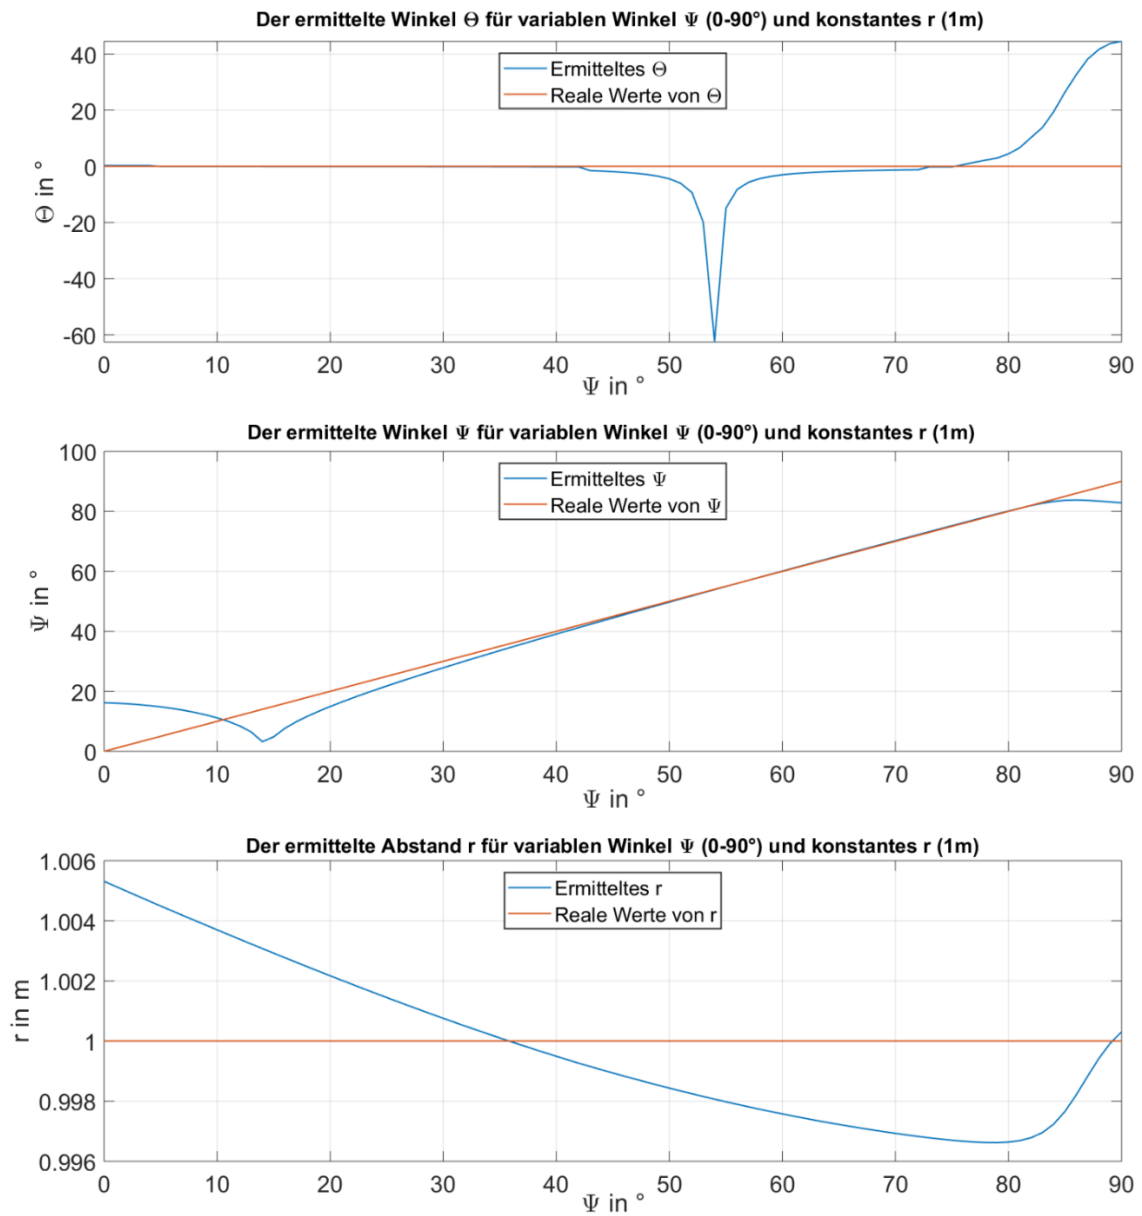 Der ermittelte Winkel Θ für variablen Winkel Ψ (0-90°) und konstantes r (1m)
Ermitteltes Θ
Reale Werte von Θ
40
20
0
-20
-40
-60
Θ in °
0 10 20 30 40 50 60 70 80 90
Ψ in °
Der ermittelte Winkel Ψ für variablen Winkel Ψ (0-90°) und konstantes r (1m)
Ermitteltes Ψ
Reale Werte von Ψ
100
80
60
40
20
0
Ψ in °
0 10 20 30 40 50 60 70 80 90
Ψ in °
Der ermittelte Abstand r für variablen Winkel Ψ (0-90°) und konstantes r (1m)
Ermitteltes r
Reale Werte von r
1.006
1.004
1.002
1
0.998
0.996
r in m
0 10 20 30 40 50 60 70 80 90
Ψ in °